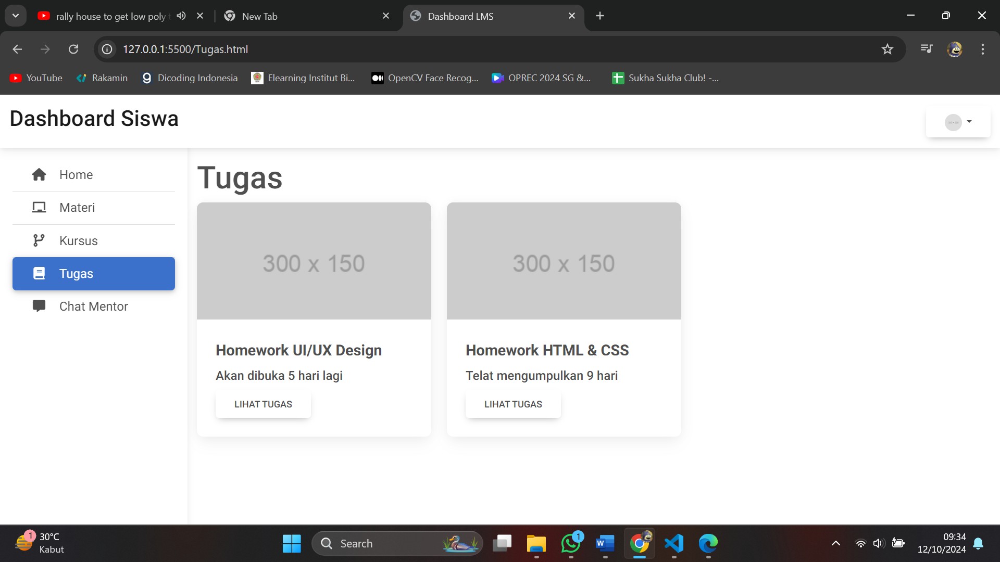 rally house to get low poly
New Tab
Dashboard LMS
127.0.0.1:5500/Tugas.html
YouTube
Rakamin
Dicoding Indonesia
Elearning Institut Bi...
OpenCV Face Recog...
OPREC 2024 SG &...
Sukha Sukha Club! -...
Dashboard Siswa
Home
Materi
Kursus
Tugas
Chat Mentor
Tugas
300 x 150
Homework UI/UX Design
Akan dibuka 5 hari lagi
LIHAT TUGAS
300 x 150
Homework HTML & CSS
Telat mengumpulkan 9 hari
LIHAT TUGAS
1
30°C
Kabut
Search
1
W
09:34
12/10/2024